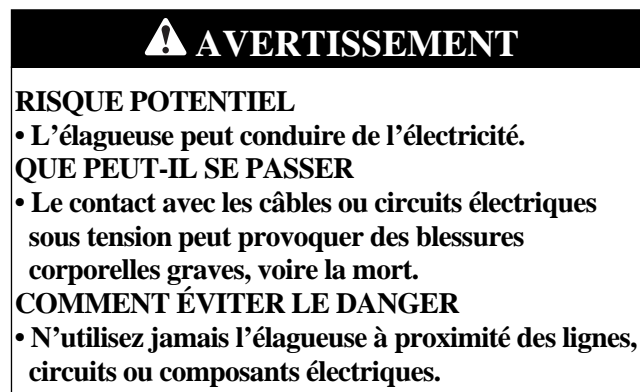 AVERTISSEMENT
RISQUE POTENTIEL
• L’élagueuse peut conduire de l’électricité.
QUE PEUT-IL SE PASSER
• Le contact avec les câbles ou circuits électriques
sous tension peut provoquer des blessures
corporelles graves, voire la mort.
COMMENT ÉVITER LE DANGER
• N’utilisez jamais l’élagueuse à proximité des lignes,
circuits ou composants électriques.